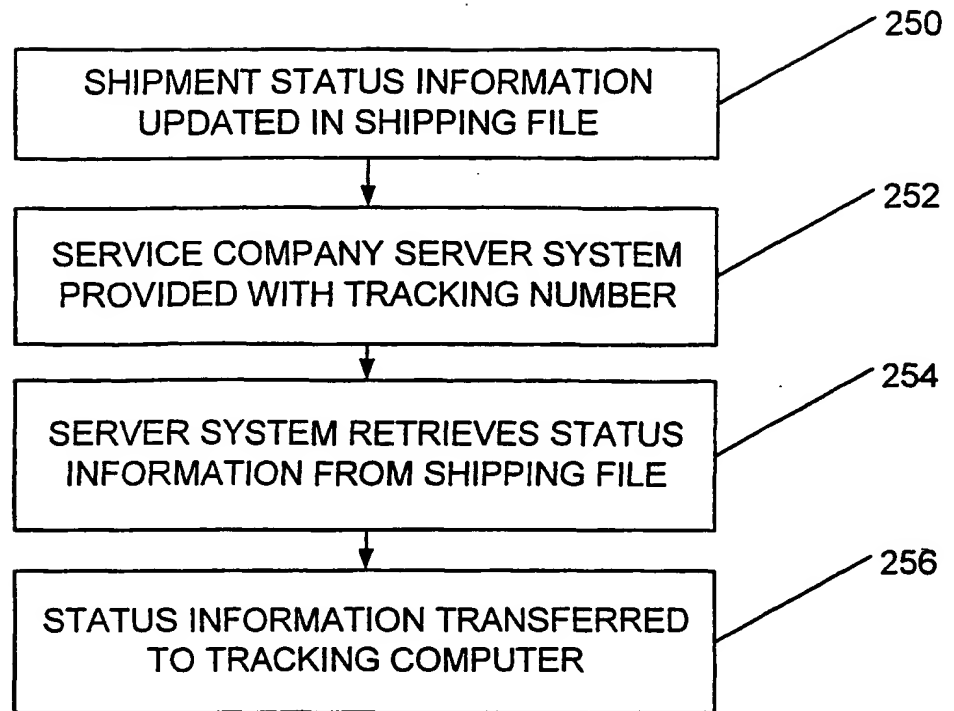 250
SHIPMENT STATUS INFORMATION
UPDATED IN SHIPPING FILE
252
SERVICE COMPANY SERVER SYSTEM
PROVIDED WITH TRACKING NUMBER
254
SERVER SYSTEM RETRIEVES STATUS
INFORMATION FROM SHIPPING FILE
256
STATUS INFORMATION TRANSFERRED
TO TRACKING COMPUTER